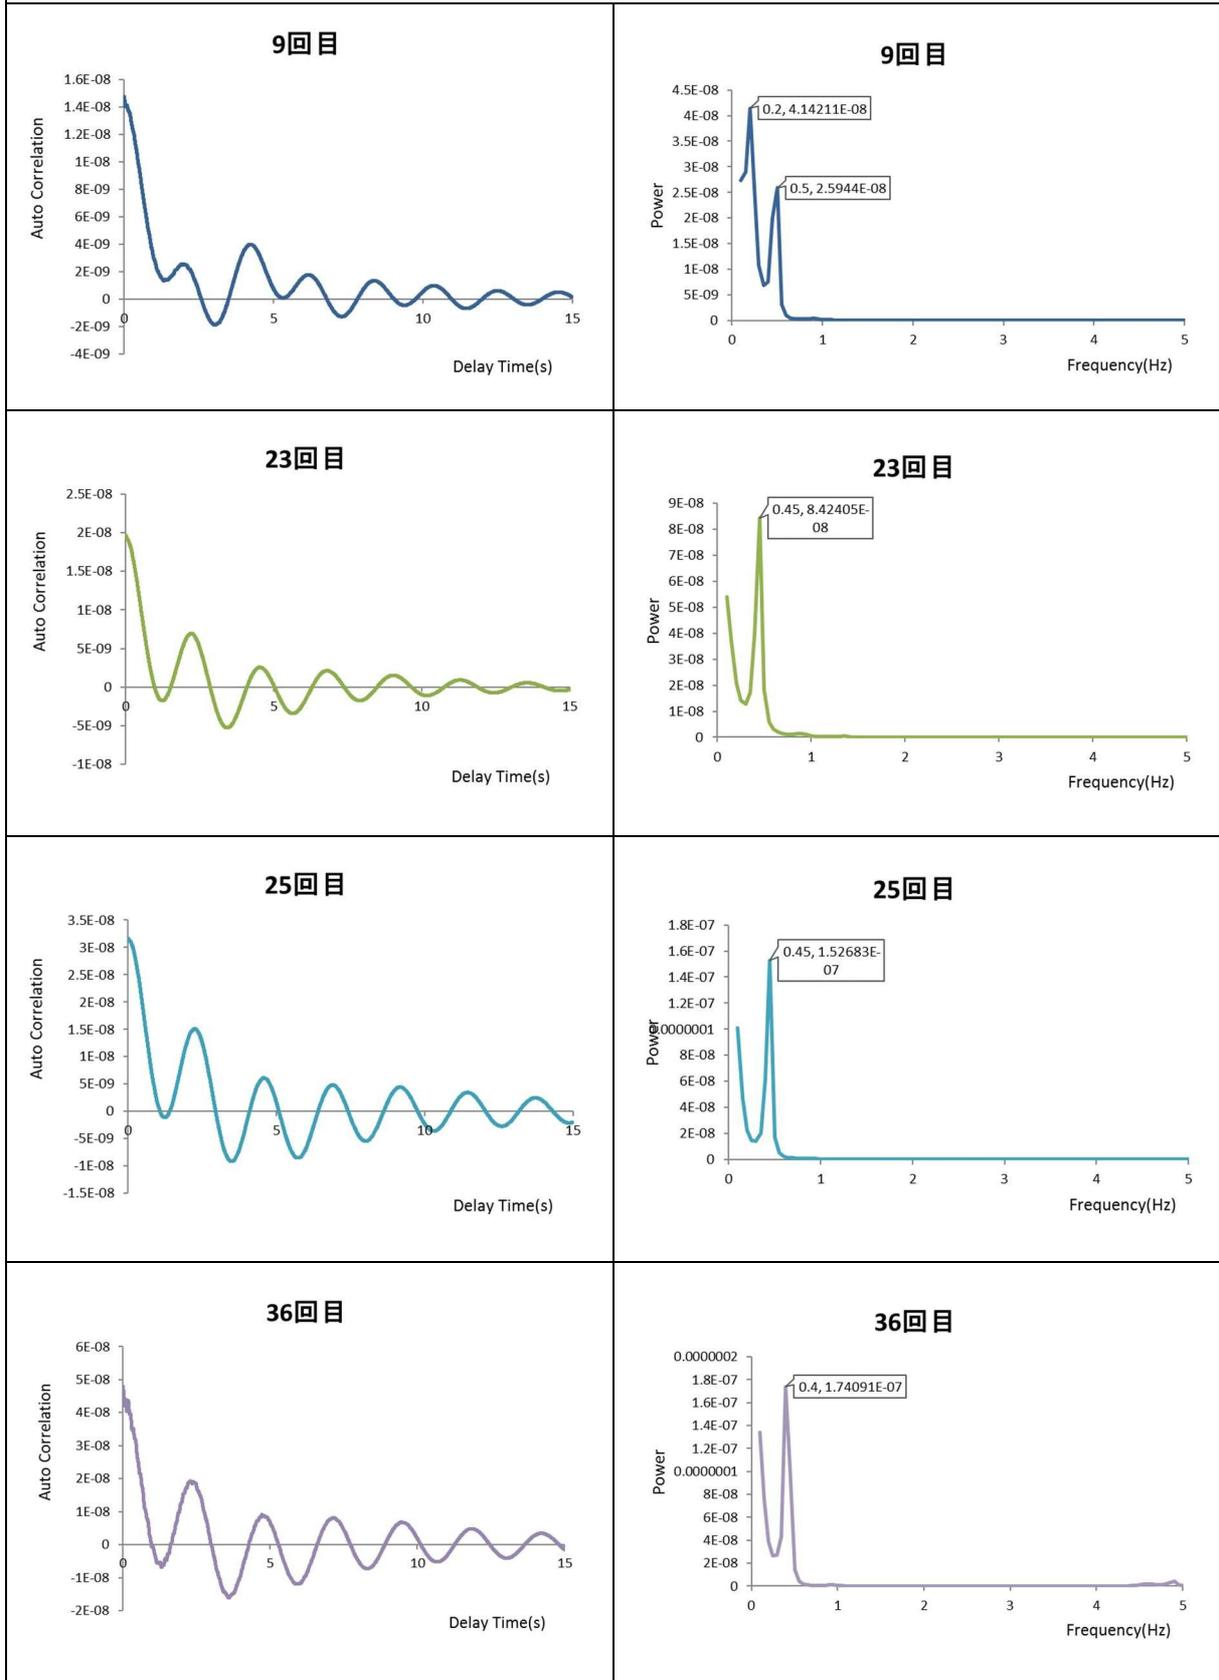 9回目
1.6E-08
1.4E-08
1.2E-08
1E-08
8E-09
6E-09
4E-09
2E-09
0
-2E-09
-4E-09
Auto Correlation
0 5 10 15
Delay Time(s)
9回目
4.5E-08
4E-08
3.5E-08
3E-08
2.5E-08
2E-08
1.5E-08
1E-08
5E-09
0
Power
0.2, 4.14211E-08
0.5, 2.5944E-08
0 1 2 3 4 5
Frequency(Hz)
23回目
2.5E-08
2E-08
1.5E-08
1E-08
5E-09
0
-5E-09
-1E-08
Auto Correlation
0 5 10 15
Delay Time(s)
23回目
9E-08
8E-08
7E-08
6E-08
5E-08
4E-08
3E-08
2E-08
1E-08
0
Power
0.45, 8.42405E-
08
0 1 2 3 4 5
Frequency(Hz)
25回目
3.5E-08
3E-08
2.5E-08
2E-08
1.5E-08
1E-08
5E-09
0
-5E-09
-1E-08
-1.5E-08
Auto Correlation
0 5 10 15
Delay Time(s)
25回目
1.8E-07
1.6E-07
1.4E-07
1.2E-07
0.0000001
8E-08
6E-08
4E-08
2E-08
0
Power
0.45, 1.52683E-
07
0 1 2 3 4 5
Frequency(Hz)
36回目
6E-08
5E-08
4E-08
3E-08
2E-08
1E-08
0
-1E-08
-2E-08
Auto Correlation
0 5 10 15
Delay Time(s)
36回目
0.0000002
1.8E-07
1.6E-07
1.4E-07
1.2E-07
0.0000001
8E-08
6E-08
4E-08
2E-08
0
Power
0.4, 1.74091E-07
0 1 2 3 4 5
Frequency(Hz)